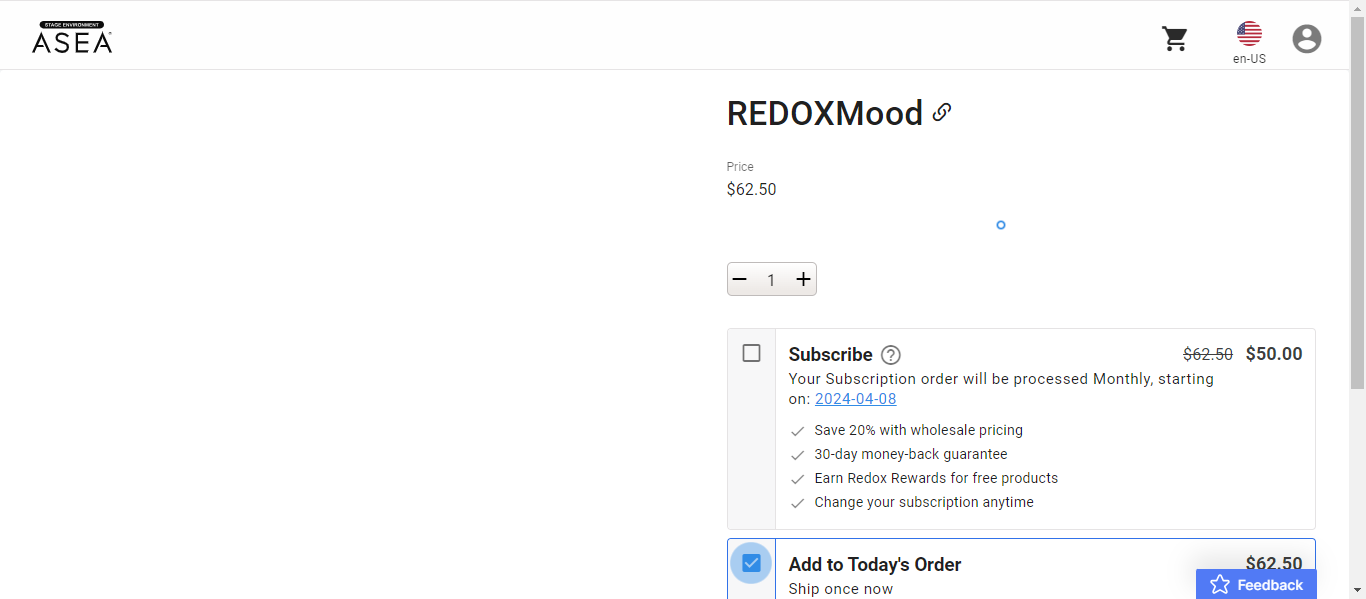 STAGE ENVIRONMENT
ASEA
en-US
REDOXMood
Price
$62.50
1
Subscribe
$62.50 $50.00
Your Subscription order will be processed Monthly, starting
on: 2024-04-08
Save 20% with wholesale pricing
30-day money-back guarantee
Earn Redox Rewards for free products
Change your subscription anytime
Add to Today's Order
$62.50
Ship once now
Feedback